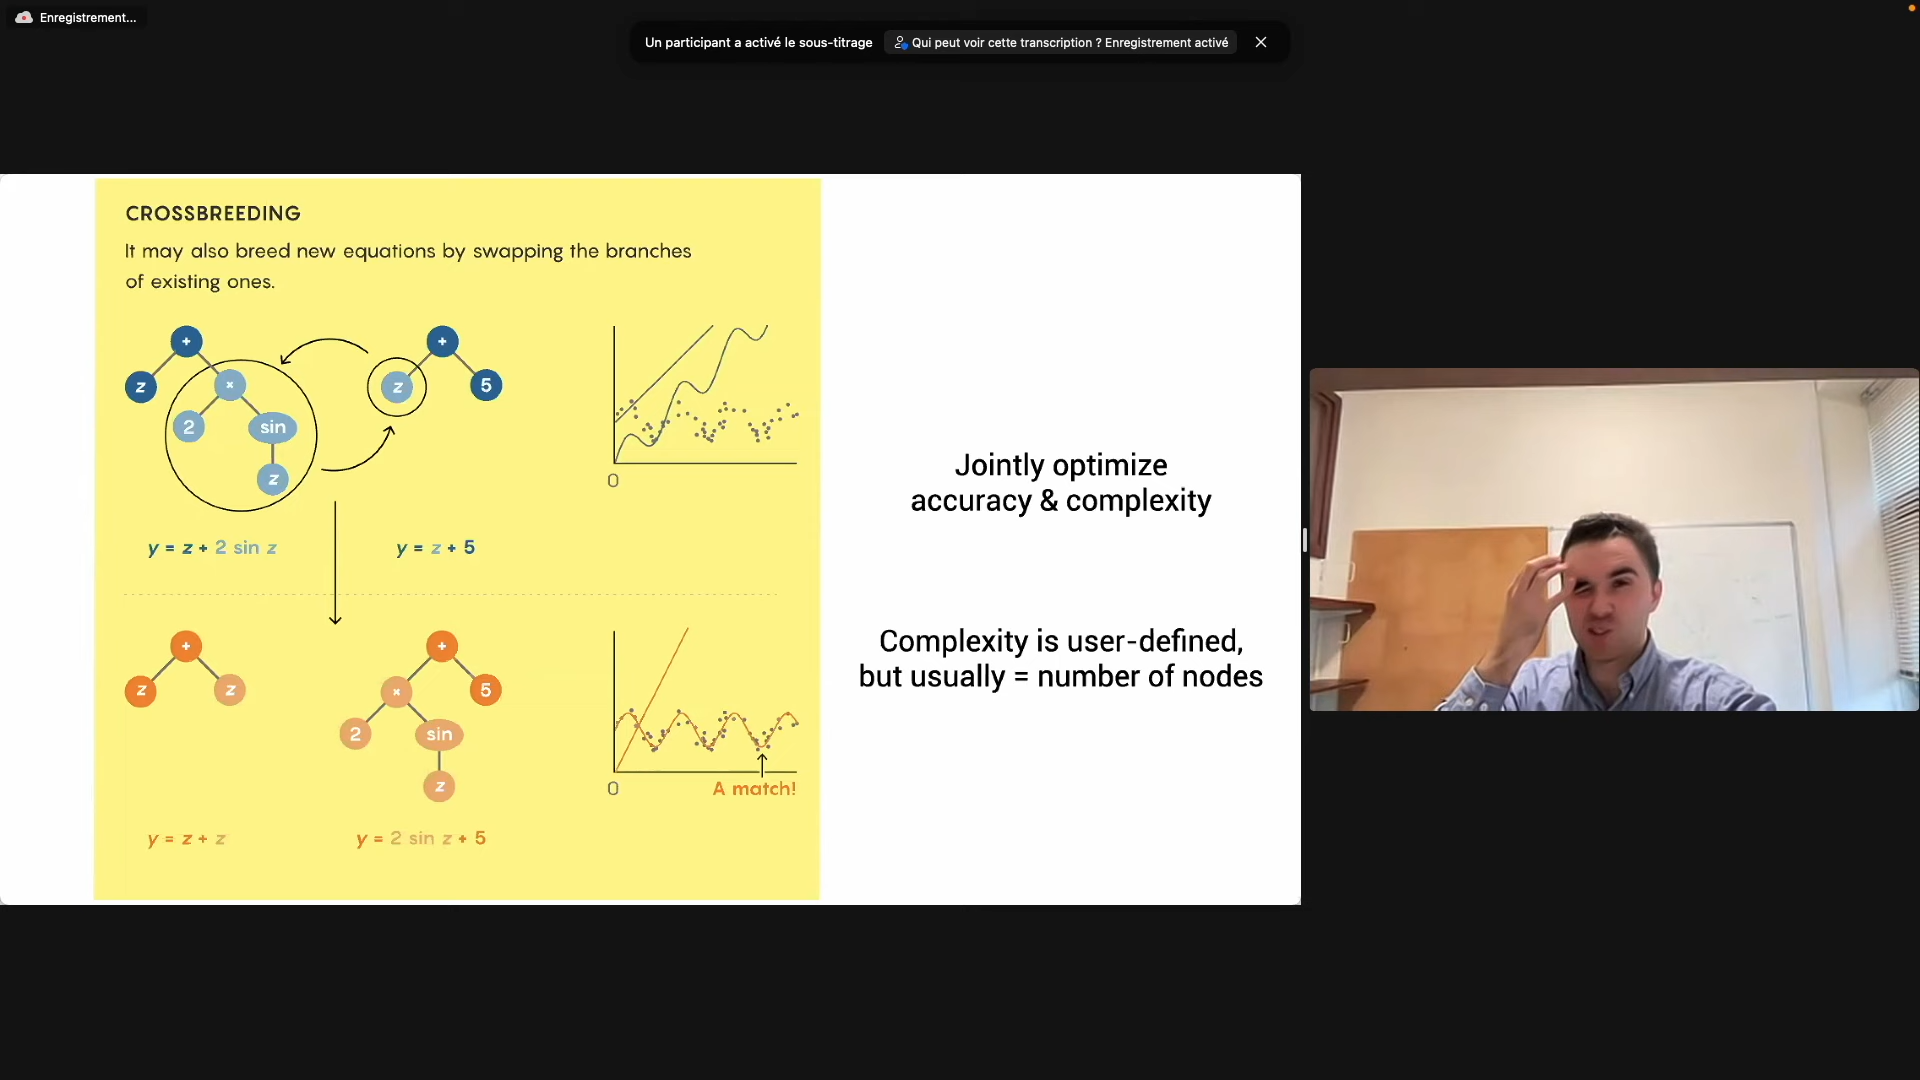 Enregistrement...
Un participant a activé le sous-titrage
Qui peut voir cette transcription ? Enregistrement activé
CROSSBREEDING
It may also breed new equations by swapping the branches
of existing ones.
+
z
×
2
sin
z
+
z
5
0
y = z + 2 sin z
y = z + 5
+
z
z
+
×
5
2
sin
z
0
A match!
y = z + z
y = 2 sin z + 5
Jointly optimize
accuracy & complexity
Complexity is user-defined,
but usually = number of nodes